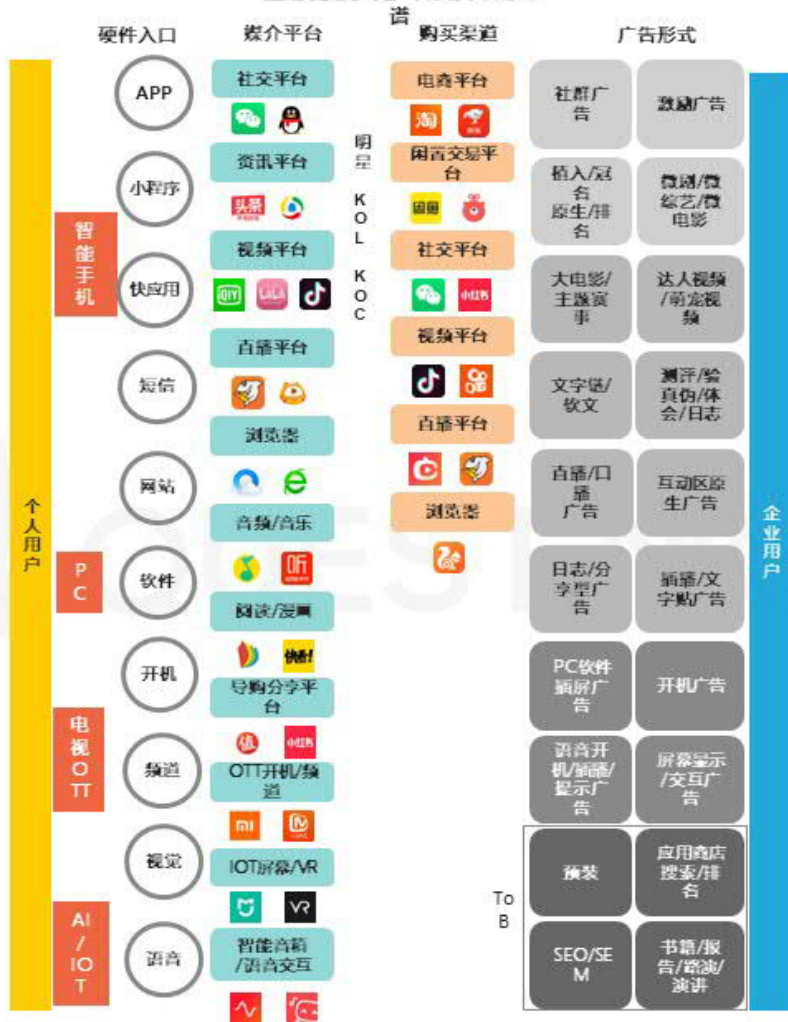 谱
硬件入口
媒介平台
购买渠道
广告形式
个人用户
智能手机
PC
电视OTT
AI/IOT
APP
小程序
快应用
短信
网站
软件
开机
频道
视觉
语音
社交平台
资讯平台
头条
视频平台
QIY
直播平台
浏览器
音频/音乐
听
阅读/漫画
快看!
导购分享平
台
值
小红书
OTT开机/频
道
mi
IOT屏幕/VR
VR
智能音箱
/语音交互
明星
KOL
KOC
电商平台
淘
闲置交易平
台
闲鱼
社交平台
小红书
视频平台
直播平台
浏览器
社群广
告
激励广告
植入/冠
名
原生/排
名
微剧/微
综艺/微
电影
大电影/
主题赛
事
达人视频
/萌宠视
频
文字链/
软文
测评/验
真伪/体
会/日志
直播/口
播
广告
互动区原
生广告
日志/分
享型广
告
插播/文
字贴广告
PC软件
插屏广
告
开机广告
语音开
机/插播/
提示广
告
屏幕显示
/交互广
告
To
B
预装
应用商店
搜索/排
名
SEO/SE
M
书籍/报
告/路演/
演讲
企业用户